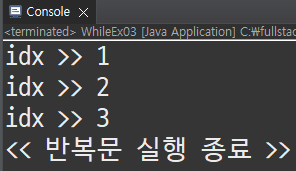 Console
<terminated> WhileEx03 [Java Application] C:₩fullstac
idx >> 1
idx >> 2
idx >> 3
<< 반복문 실행 종료 >>